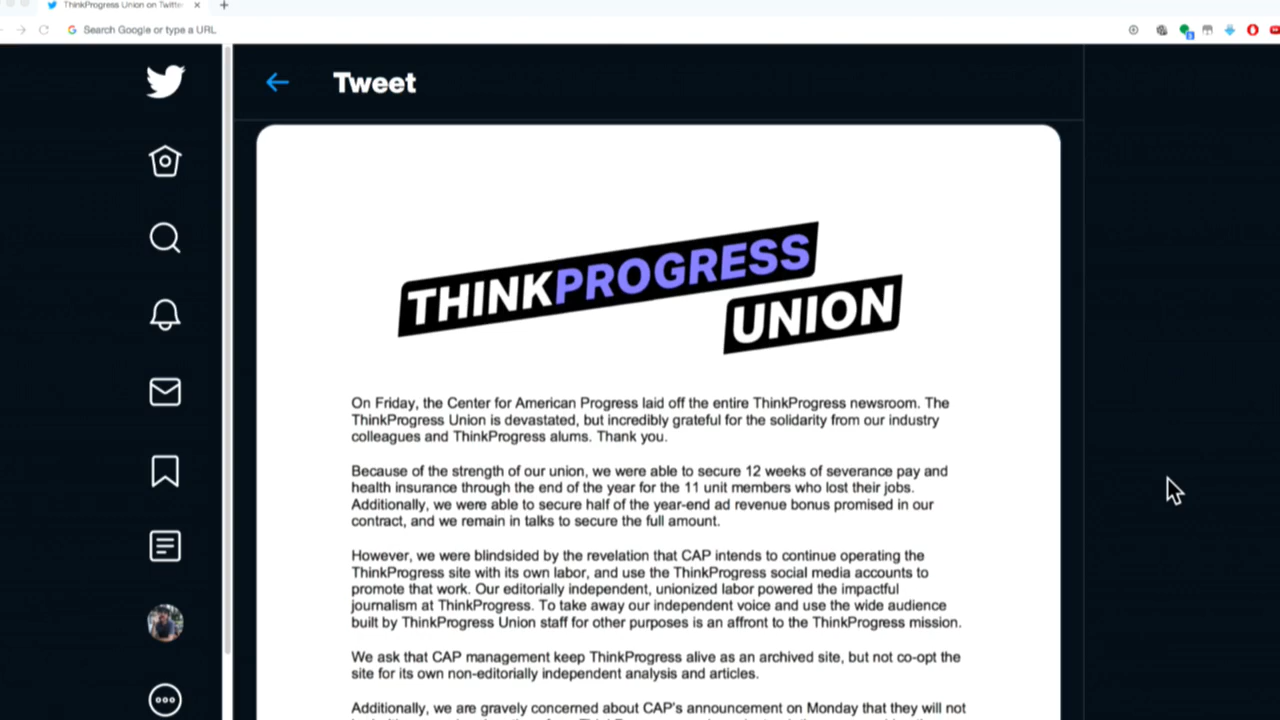 ThinkProgress Union on Twitte
Search Google or type a URL
Tweet
THINKPROGRESS
UNION
On Friday, the Center for American Progress laid off the entire ThinkProgress newsroom. The
ThinkProgress Union is devastated, but incredibly grateful for the solidarity from our industry
colleagues and ThinkProgress alums. Thank you.
Because of the strength of our union, we were able to secure 12 weeks of severance pay and
health insurance through the end of the year for the 11 unit members who lost their jobs.
Additionally, we were able to secure half of the year-end ad revenue bonus promised in our
contract, and we remain in talks to secure the full amount.
However, we were blindsided by the revelation that CAP intends to continue operating the
ThinkProgress site with its own labor, and use the ThinkProgress social media accounts to
promote that work. Our editorially independent, unionized labor powered the impactful
journalism at ThinkProgress. To take away our independent voice and use the wide audience
built by ThinkProgress Union staff for other purposes is an affront to the ThinkProgress mission.
We ask that CAP management keep ThinkProgress alive as an archived site, but not co-opt the
site for its own non-editorially independent analysis and articles.
Additionally, we are gravely concerned about CAP's announcement on Monday that they will not